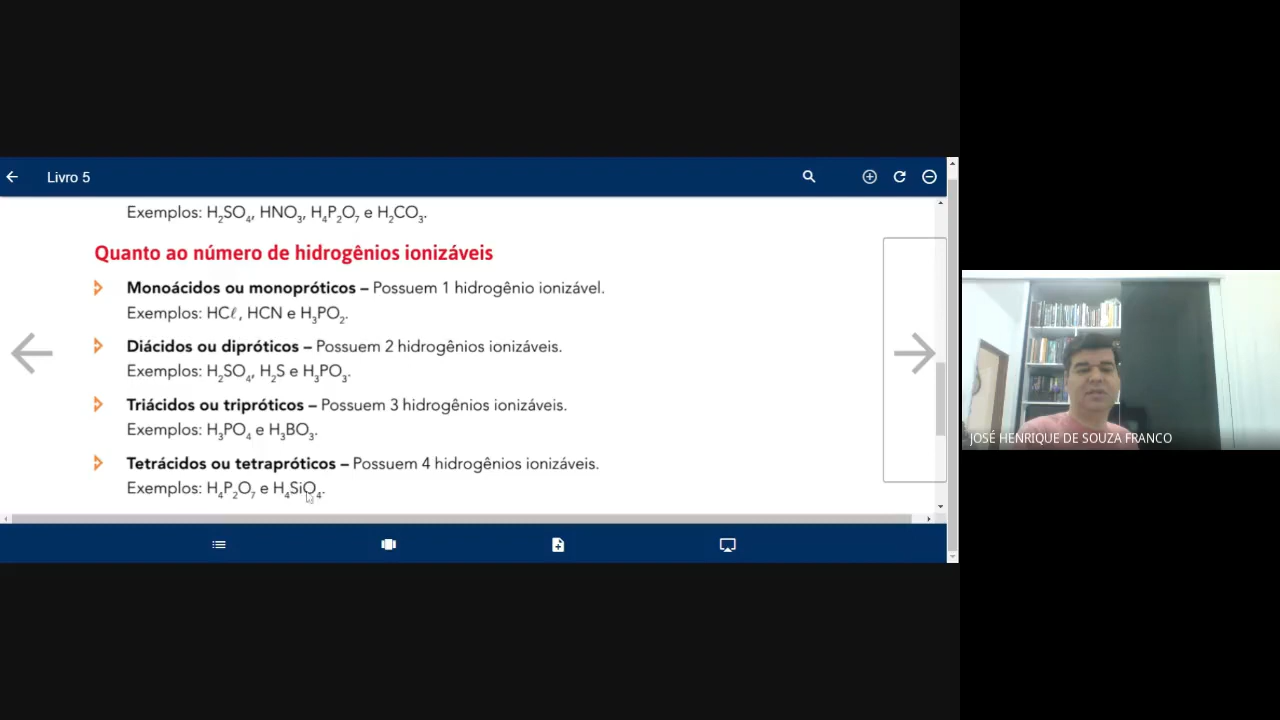 Livro 5
Exemplos: H₂SO₄, HNO₃, H₄P₂O₇ e H₂CO₃.
Quanto ao número de hidrogênios ionizáveis
Monoácidos ou monopróticos – Possuem 1 hidrogênio ionizável.
Exemplos: HCℓ, HCN e H₃PO₂.
Diácidos ou dipróticos – Possuem 2 hidrogênios ionizáveis.
Exemplos: H₂SO₄, H₂S e H₃PO₃.
Triácidos ou tripróticos – Possuem 3 hidrogênios ionizáveis.
Exemplos: H₃PO₄ e H₃BO₃.
Tetrácidos ou tetrapróticos – Possuem 4 hidrogênios ionizáveis.
Exemplos: H₄P₂O₇ e H₄SiO₄.
JOSÉ HENRIQUE DE SOUZA FRANCO